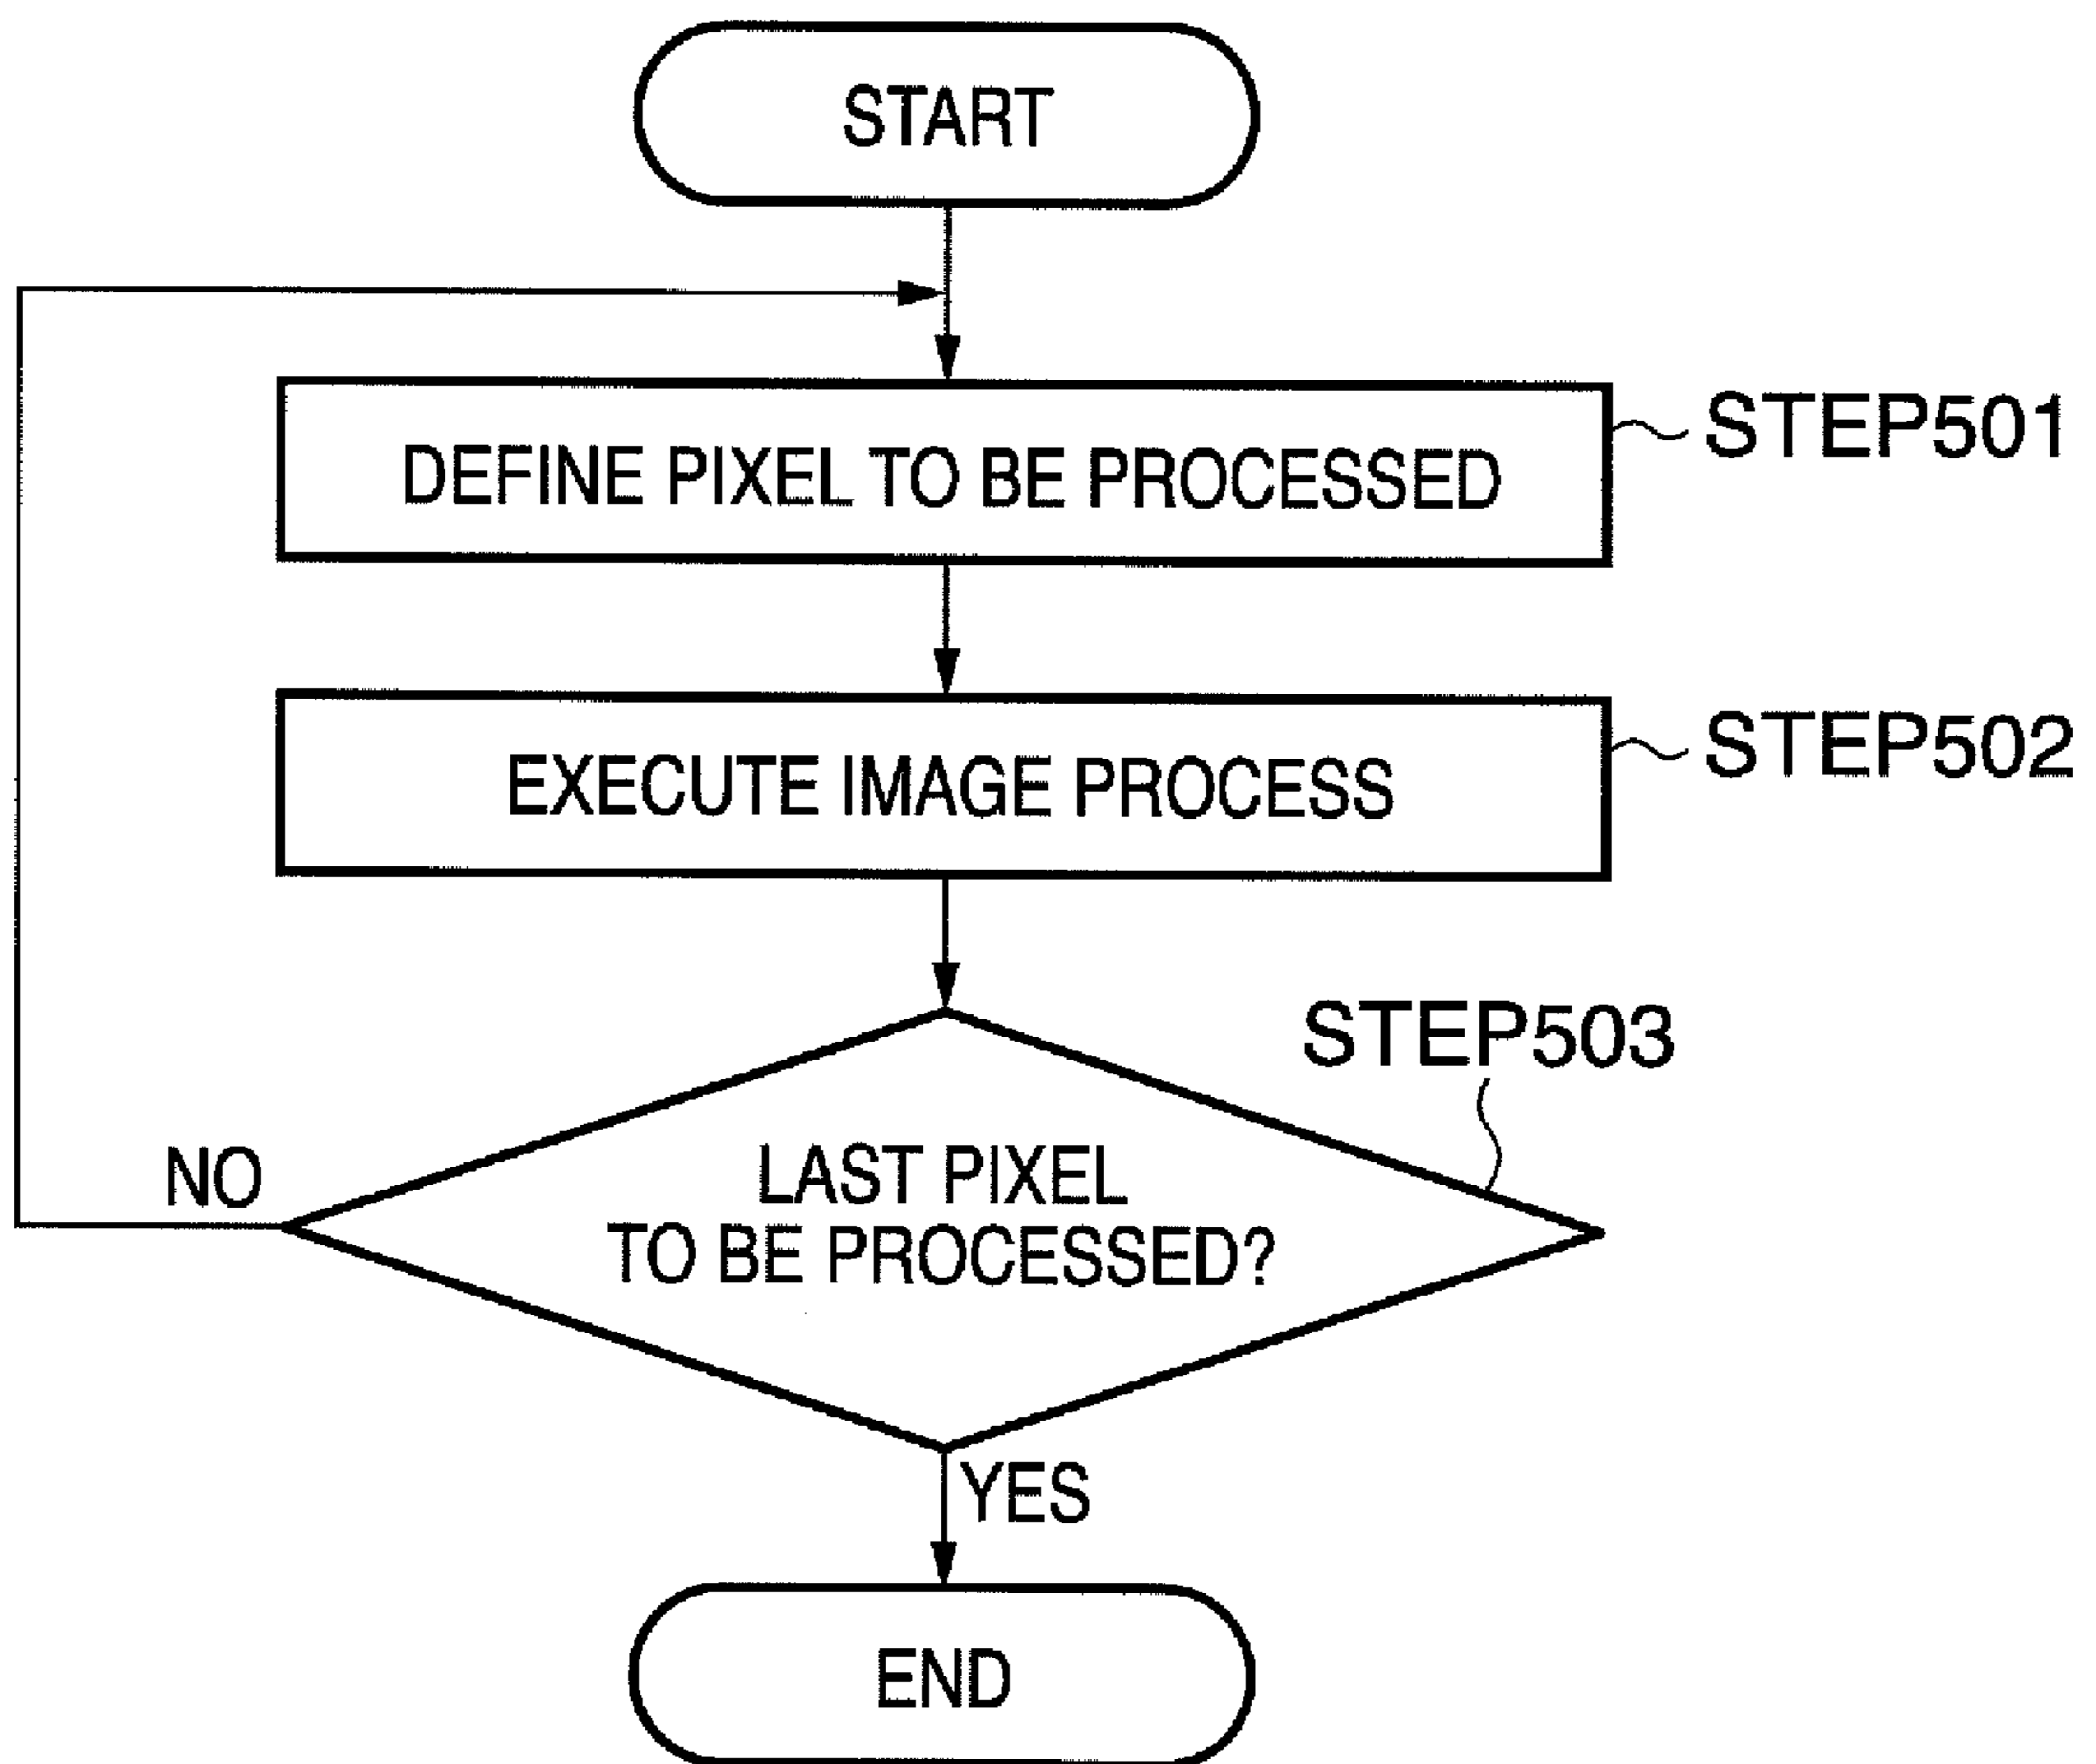 START
DEFINE PIXEL TO BE PROCESSED
STEP501
EXECUTE IMAGE PROCESS
STEP502
STEP503
LAST PIXEL
TO BE PROCESSED?
NO
YES
END